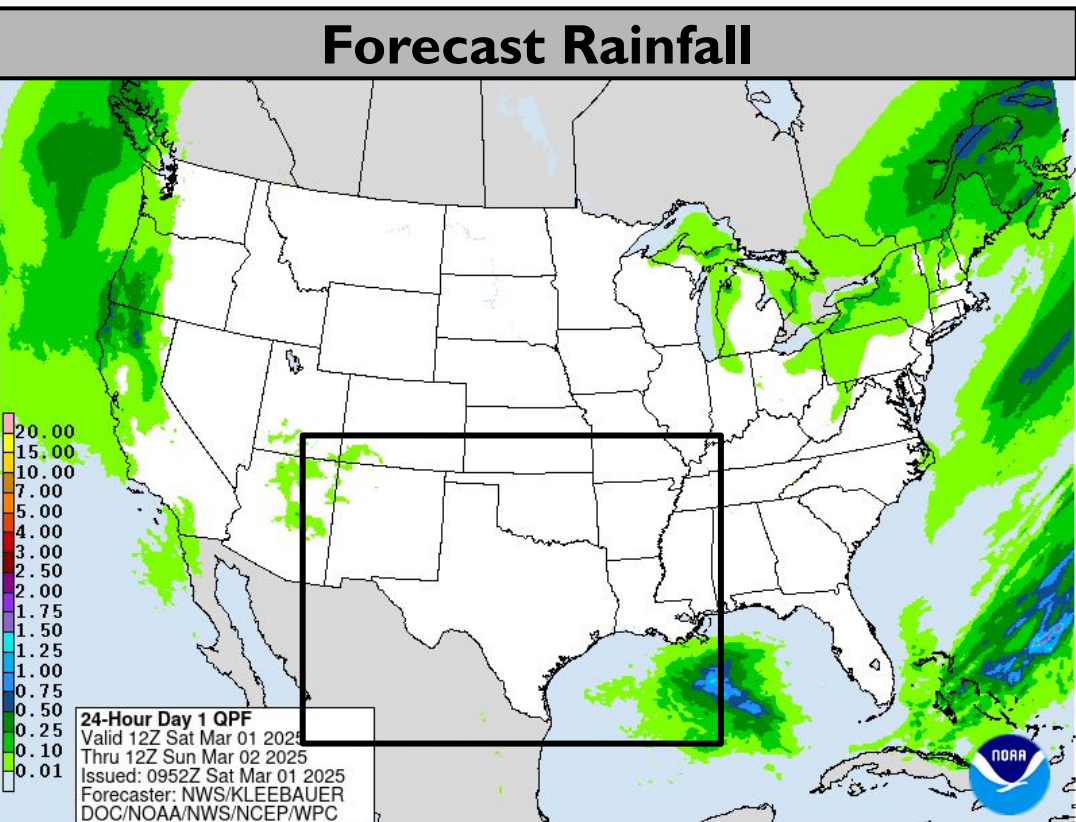 Forecast Rainfall
20.00
15.00
10.00
7.00
5.00
4.00
3.00
2.50
2.00
1.75
1.50
1.25
1.00
0.75
0.50
0.25
0.10
0.01
24-Hour Day 1 QPF
Valid 12Z Sat Mar 01 2025
Thru 12Z Sun Mar 02 2025
Issued: 0952Z Sat Mar 01 2025
Forecaster: NWS/KLEEBAUER
DOC/NOAA/NWS/NCEP/WPC
NOAA